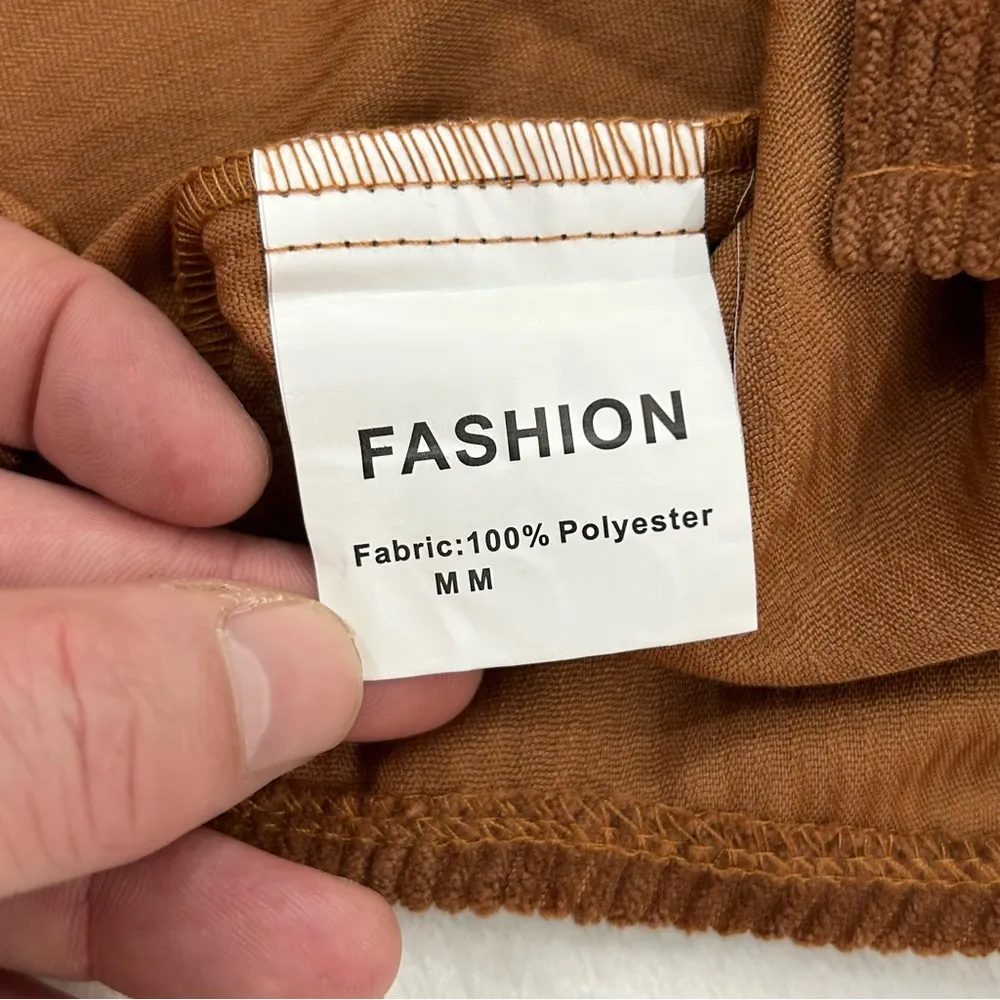 FASHION
Fabric:100% Polyester
M M